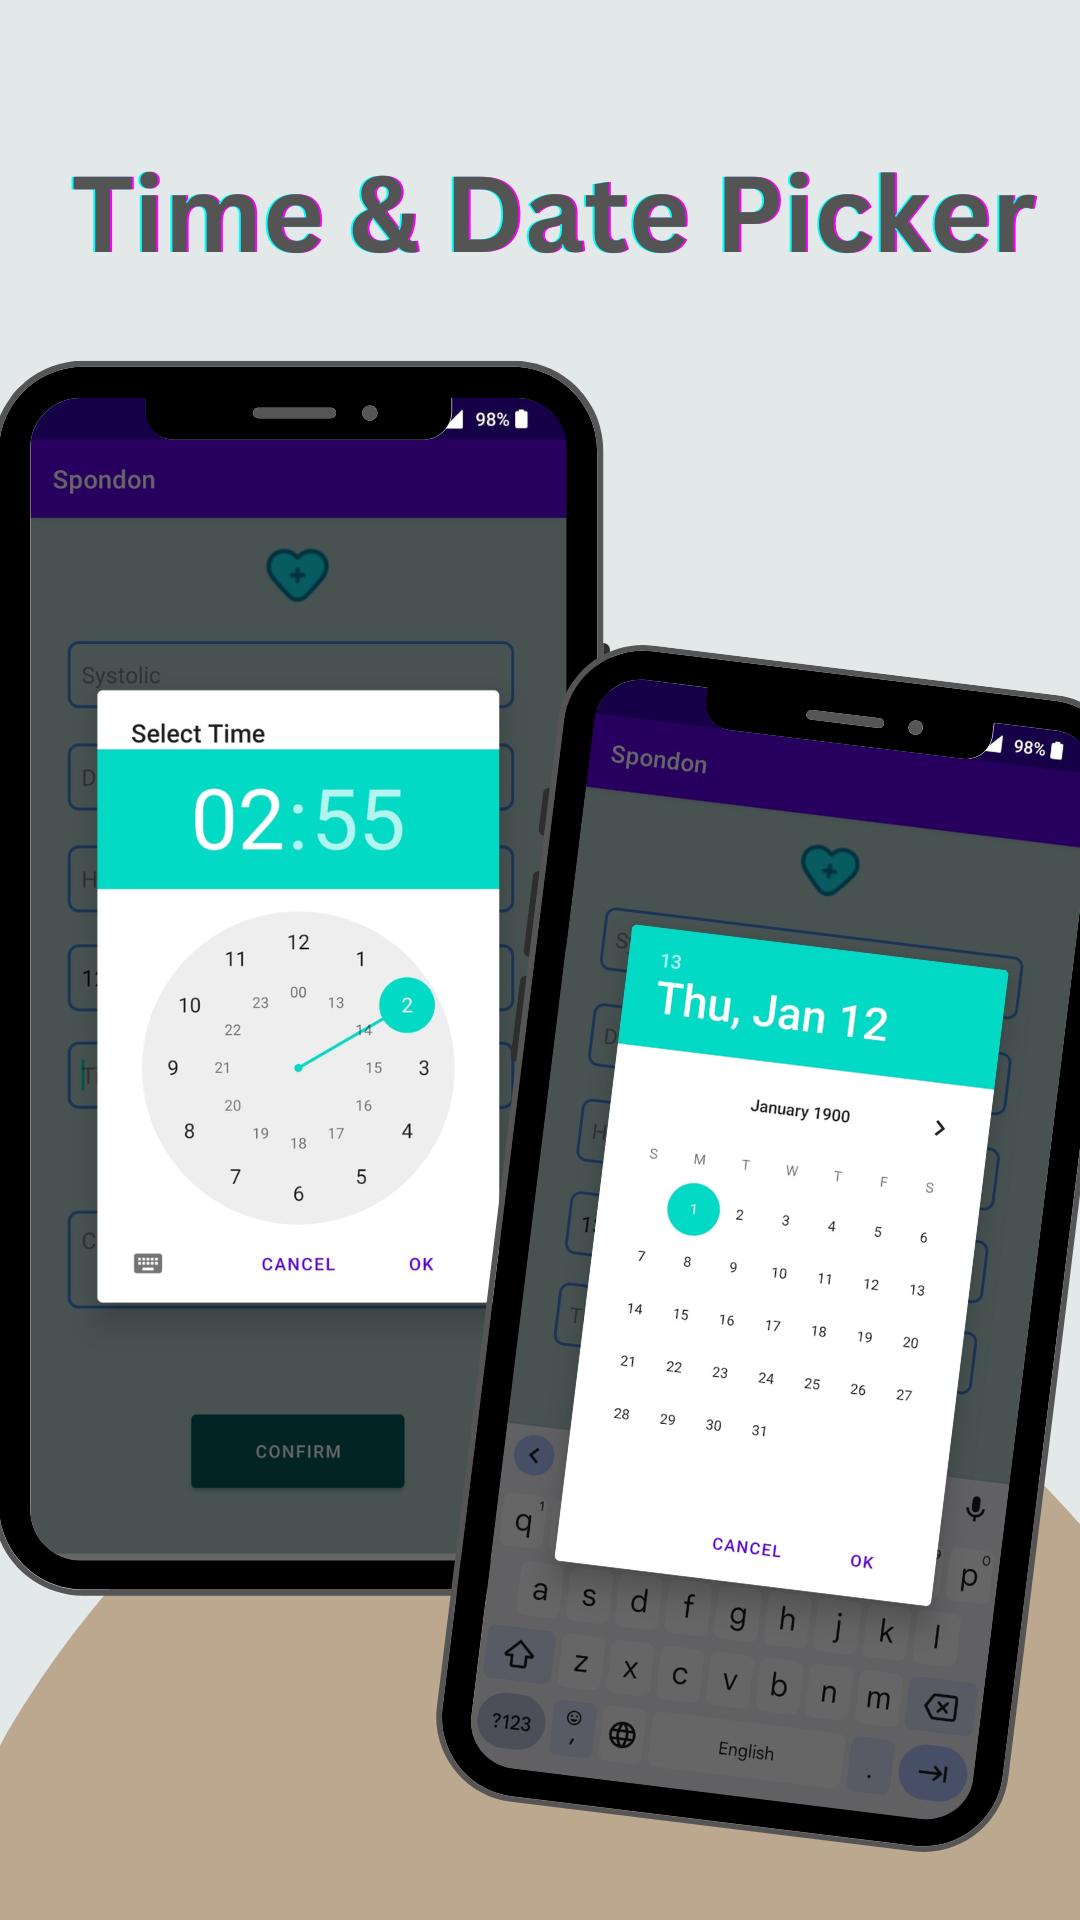 Time & Date Picker
98%
Spondon
Systolic
Select Time
D
02:55
H
12
11
1
10
23
00
13
2
22
14
9
21
15
3
20
16
8
19
18
17
4
7
5
6
T
C
CANCEL
OK
CONFIRM
98%
Spondon
S
13
Thu, Jan 12
D
January 1900
H
S M T W T F S
1 2 3 4 5 6
7 8 9 10 11 12 13
14 15 16 17 18 19 20
21 22 23 24 25 26 27
28 29 30 31
T
CANCEL
OK
q 1
p 0
a s d f g h j k l
z x c v b n m
?123
,
English
.